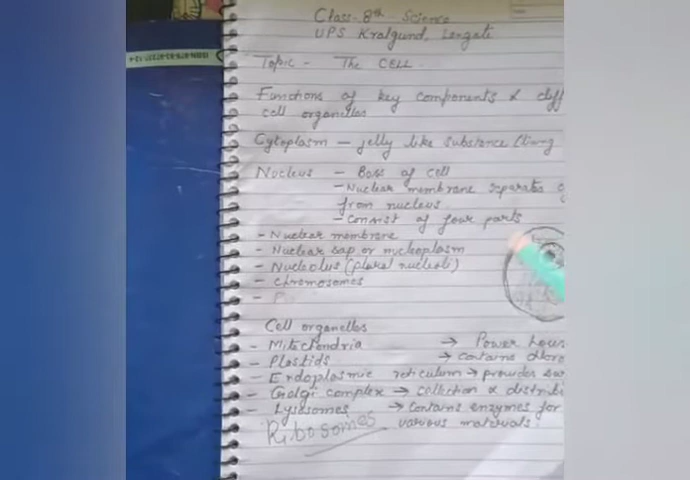 Class-8th Science
UPS Kralgund, Langate
Topic - The CELL.
Functions of key components & diff
cell organelles
Cytoplasm — jelly like substance
Nucleus — Boss of cell
- Nuclear membrane separates
from nucleus.
- Consist of four parts
- Nuclear membrane
- Nuclear sap or nucleoplasm
- Nucleolus (plural nucleoli)
- chromosomes
-
Cell organelles
- Mitochondria → Power hous
- Plastids → contains chloro
- Endoplasmic reticulum → provides
- Golgi complex → collection & distrib
- Lysosomes → Contains enzymes for
Ribosomes various materials.